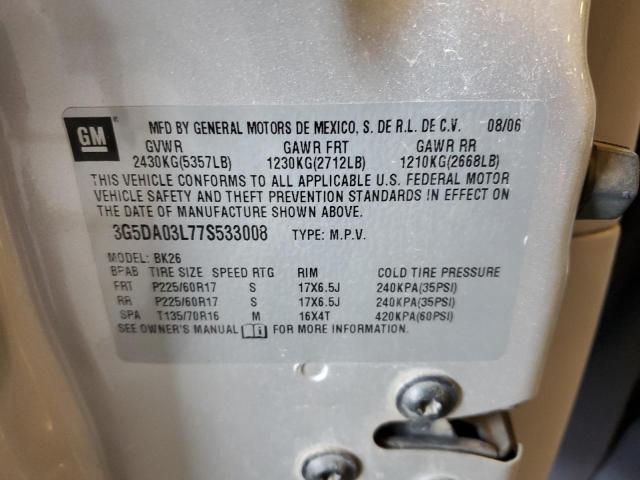 GM
MFD BY GENERAL MOTORS DE MEXICO, S. DE R.L. DE C.V. 08/06
GVWR GAWR FRT GAWR RR
2430KG(5357LB) 1230KG(2712LB) 1210KG(2668LB)
THIS VEHICLE CONFORMS TO ALL APPLICABLE U.S. FEDERAL MOTOR
VEHICLE SAFETY AND THEFT PREVENTION STANDARDS IN EFFECT ON
THE DATE OF MANUFACTURE SHOWN ABOVE.
3G5DA03L77S533008 TYPE: M.P.V.
MODEL: BK26
BPAB TIRE SIZE SPEED RTG RIM COLD TIRE PRESSURE
FRT P225/60R17 S 17X6.5J 240KPA(35PSI)
RR P225/60R17 S 17X6.5J 240KPA(35PSI)
SPA T135/70R16 M 16X4T 420KPA(60PSI)
SEE OWNER'S MANUAL FOR MORE INFORMATION.